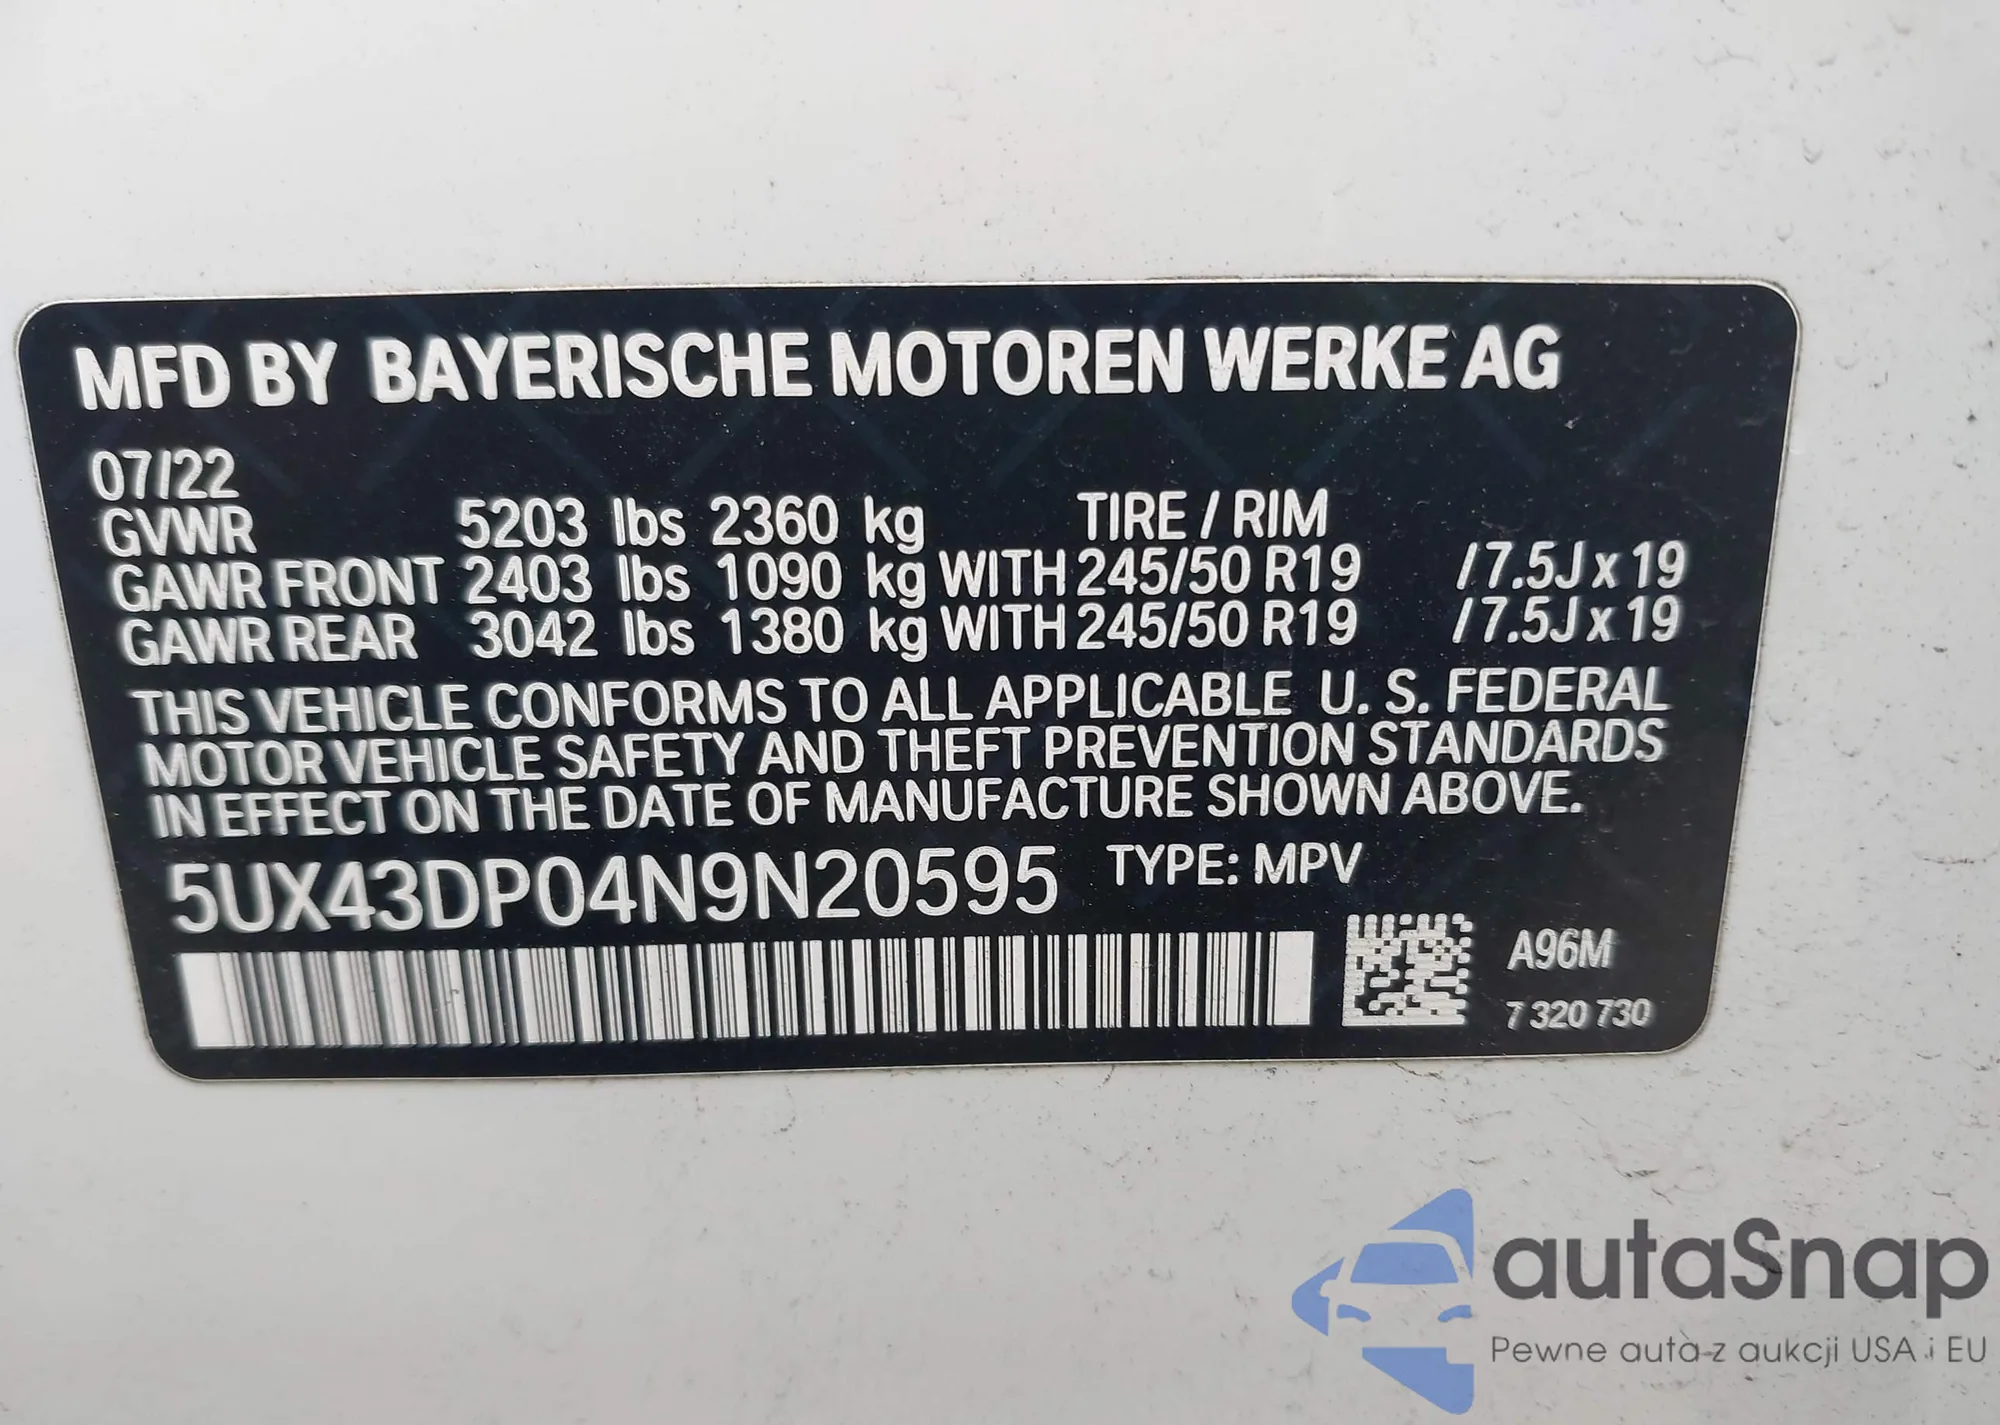 MFD BY BAYERISCHE MOTOREN WERKE AG
07/22
GVWR 5203 lbs 2360 kg TIRE / RIM
GAWR FRONT 2403 lbs 1090 kg WITH 245/50 R19 /7.5J x 19
GAWR REAR 3042 lbs 1380 kg WITH 245/50 R19 /7.5J x 19
THIS VEHICLE CONFORMS TO ALL APPLICABLE U. S. FEDERAL
MOTOR VEHICLE SAFETY AND THEFT PREVENTION STANDARDS
IN EFFECT ON THE DATE OF MANUFACTURE SHOWN ABOVE.
5UX43DP04N9N20595 TYPE: MPV
A96M
7 320 730
autaSnap
Pewne auta z aukcji USA i EU